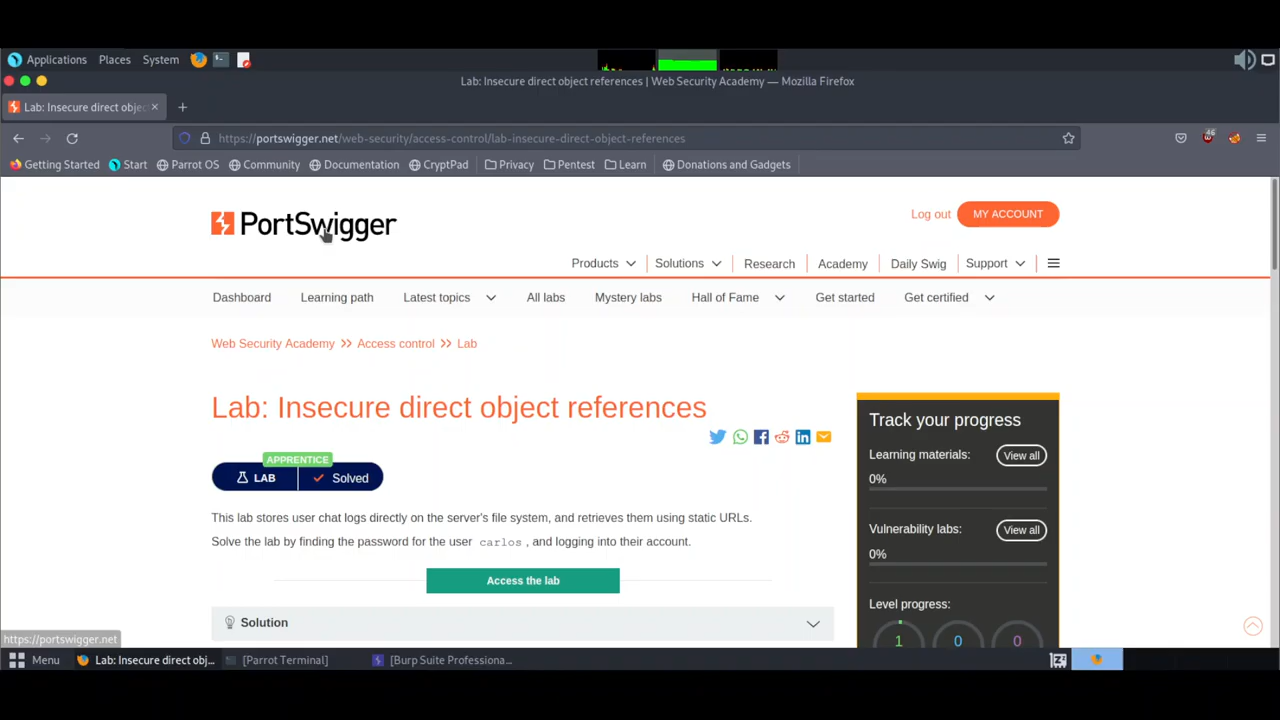 Applications Places System
Lab: Insecure direct object references | Web Security Academy — Mozilla Firefox
Lab: Insecure direct objec
https://portswigger.net/web-security/access-control/lab-insecure-direct-object-references
46
Getting Started Start Parrot OS Community Documentation CryptPad Privacy Pentest Learn Donations and Gadgets
PortSwigger
Log out MY ACCOUNT
Products Solutions Research Academy Daily Swig Support
Dashboard Learning path Latest topics All labs Mystery labs Hall of Fame Get started Get certified
Web Security Academy Access control Lab
Lab: Insecure direct object references
APPRENTICE
LAB Solved
This lab stores user chat logs directly on the server's file system, and retrieves them using static URLs.
Solve the lab by finding the password for the user carlos , and logging into their account.
Access the lab
Solution
Track your progress
Learning materials: View all
0%
Vulnerability labs: View all
0%
Level progress:
1 0 0
https://portswigger.net
Menu Lab: Insecure direct obj... [Parrot Terminal] [Burp Suite Professiona...